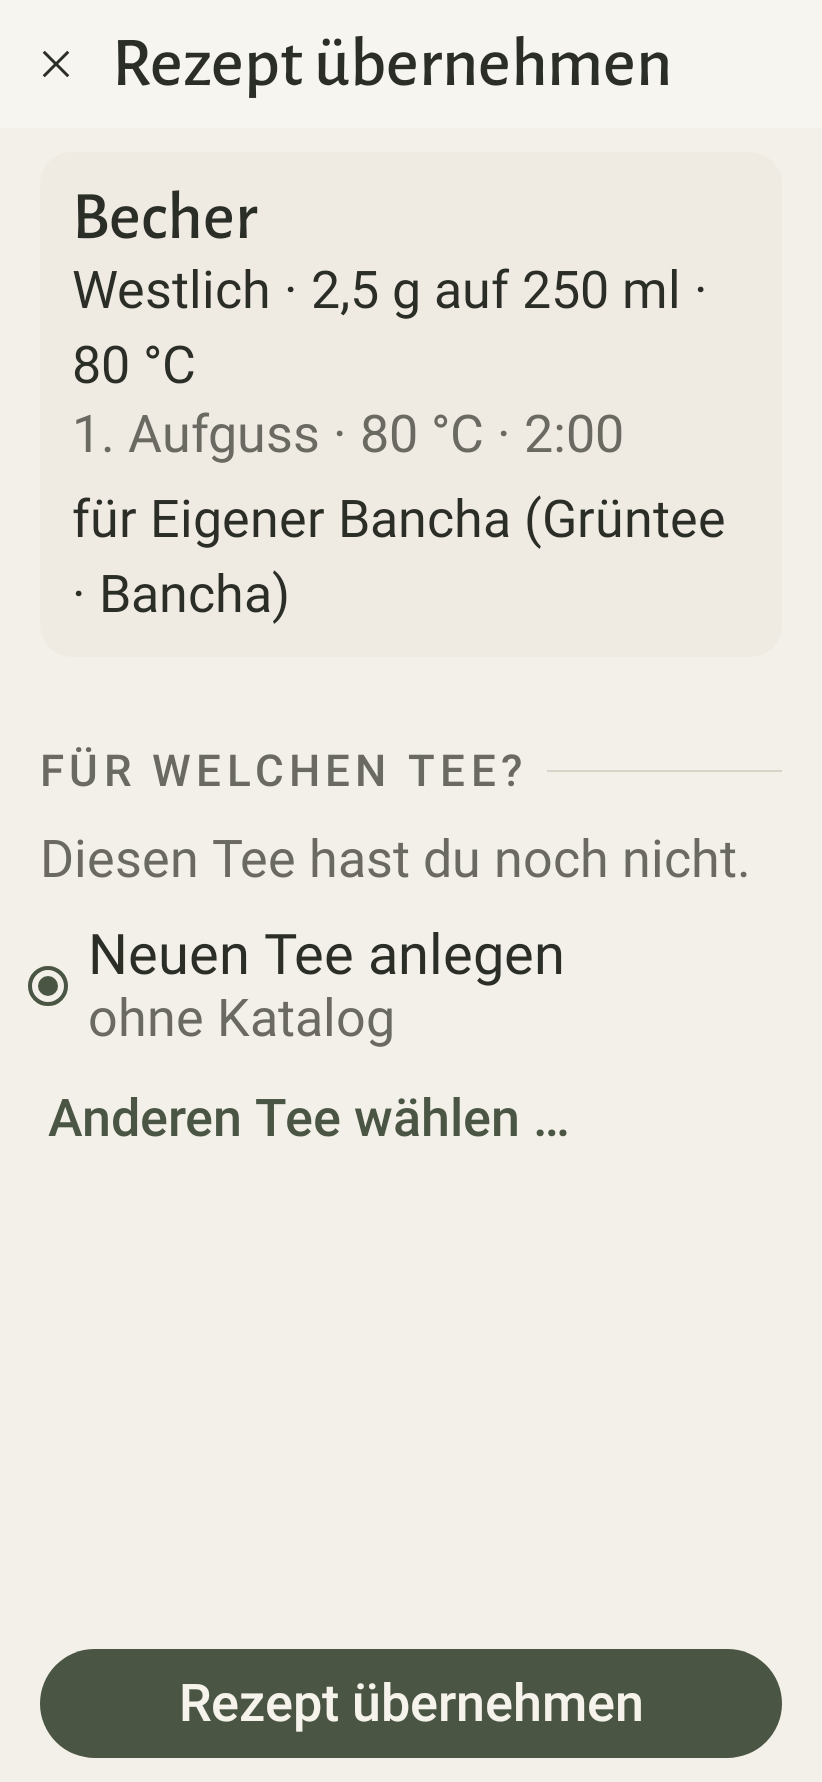 Rezept übernehmen
Becher
Westlich · 2,5 g auf 250 ml ·
80 °C
1. Aufguss · 80 °C · 2:00
für Eigener Bancha (Grüntee
· Bancha)
FÜR WELCHEN TEE?
Diesen Tee hast du noch nicht.
Neuen Tee anlegen
ohne Katalog
Anderen Tee wählen …
Rezept übernehmen